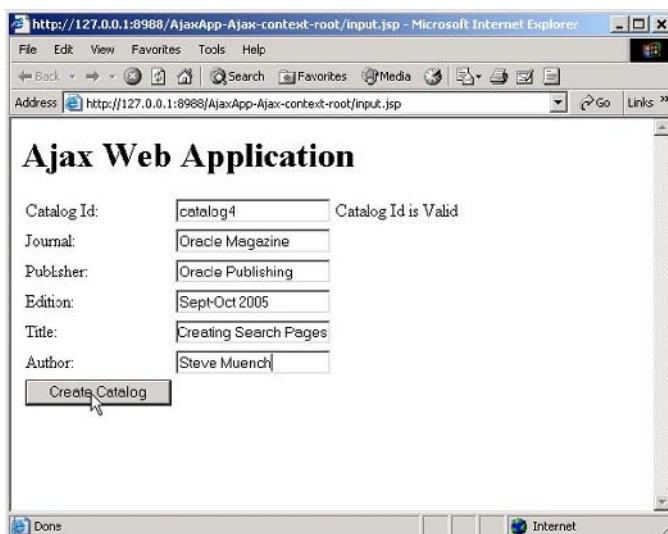 http://127.0.0.1:8988/AjaxApp-Ajax-context-root/input.jsp - Microsoft Internet Explorer
File Edit View Favorites Tools Help
Back Search Favorites Media
Address http://127.0.0.1:8988/AjaxApp-Ajax-context-root/input.jsp Go Links »
Ajax Web Application
Catalog Id: catalog4 Catalog Id is Valid
Journal: Oracle Magazine
Publisher: Oracle Publishing
Edition: Sept-Oct 2005
Title: Creating Search Pages
Author: Steve Muench
Create Catalog
Done Internet